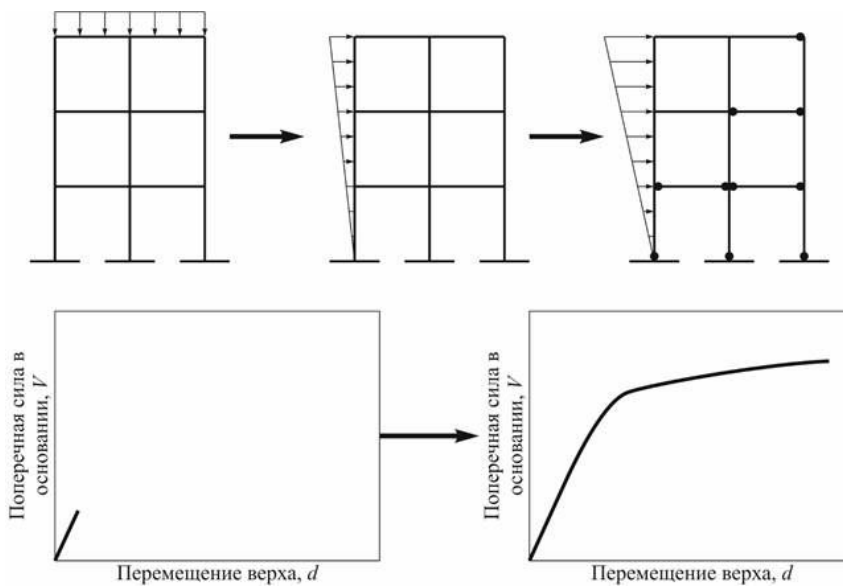 Поперечная сила в
основании, V
Перемещение верха, d
Поперечная сила в
основании, V
Перемещение верха, d